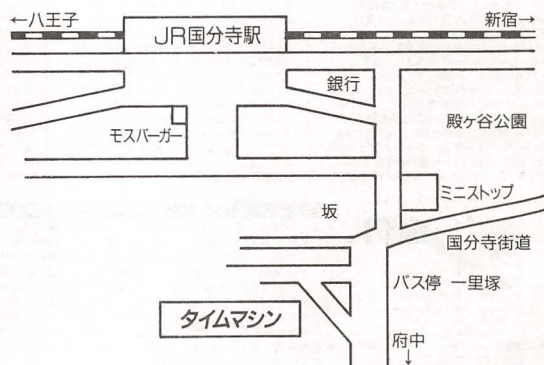 ←八王子
新宿→
JR国分寺駅
銀行
殿ヶ谷公園
モスバーガー
ミニストップ
坂
国分寺街道
バス停 一里塚
タイムマシン
府中
↓